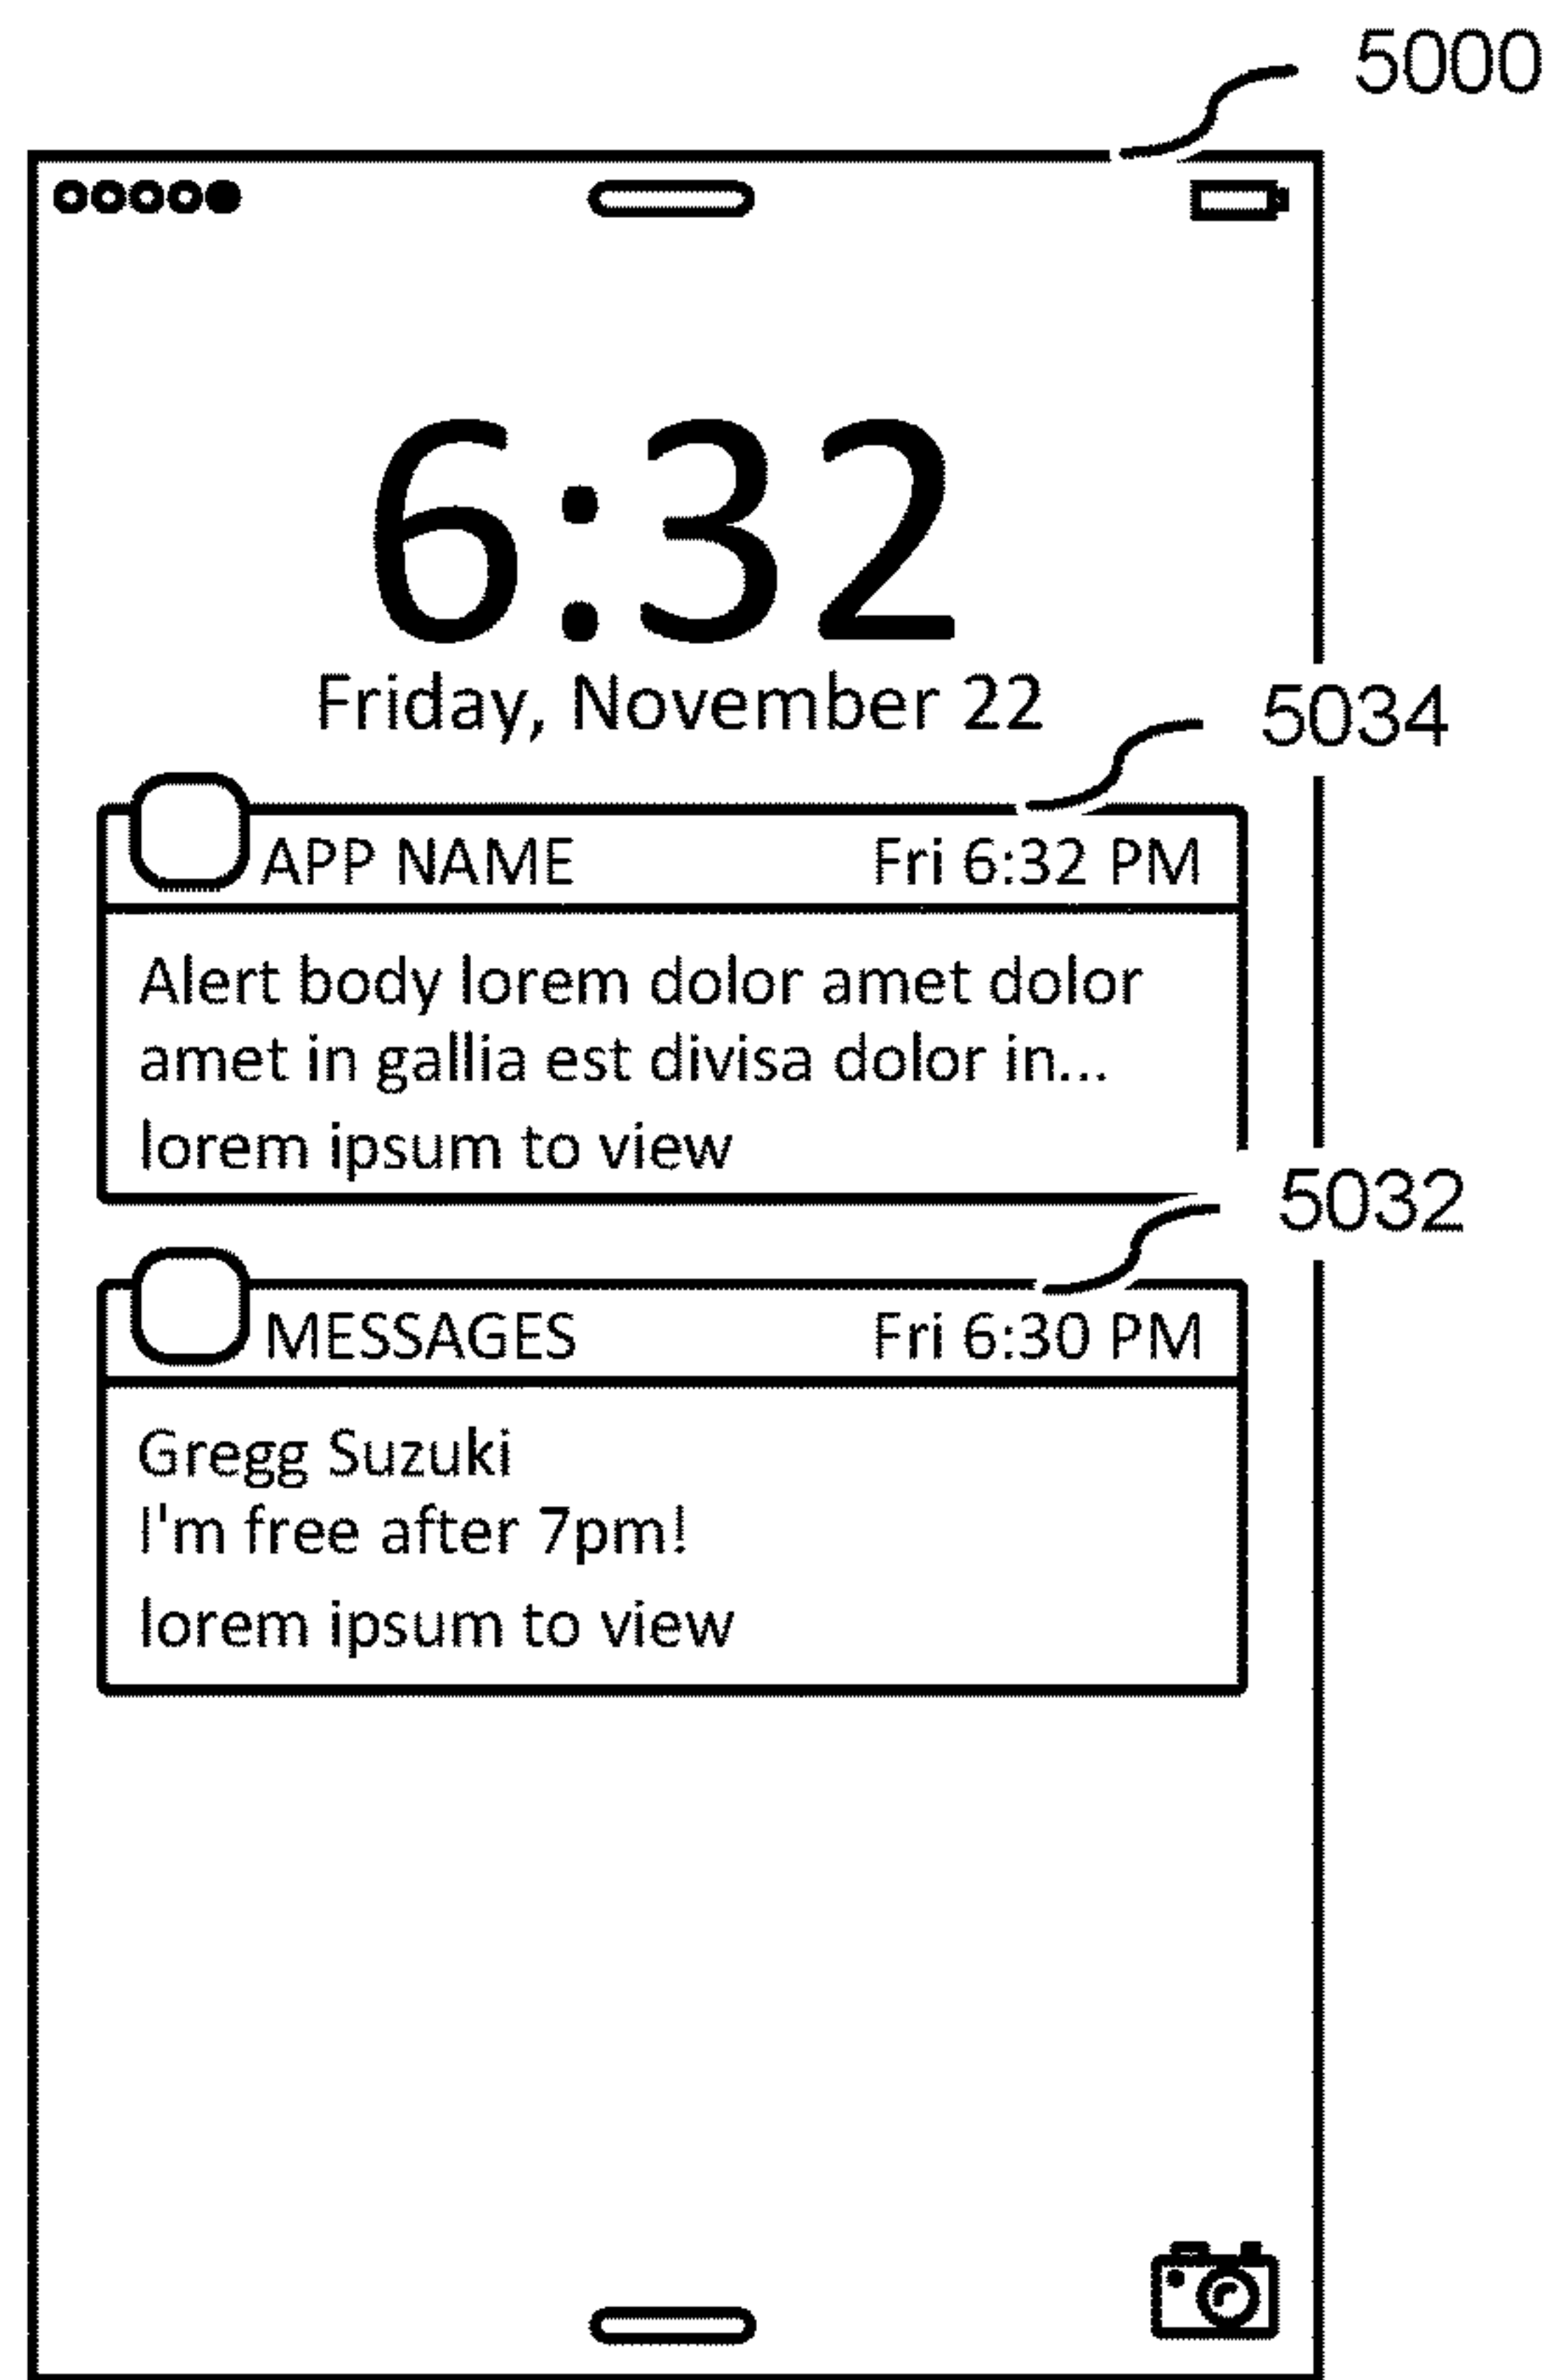 5000
6:32
Friday, November 22
5034
APP NAME Fri 6:32 PM
Alert body lorem dolor amet dolor
amet in gallia est divisa dolor in...
lorem ipsum to view
5032
MESSAGES Fri 6:30 PM
Gregg Suzuki
I'm free after 7pm!
lorem ipsum to view